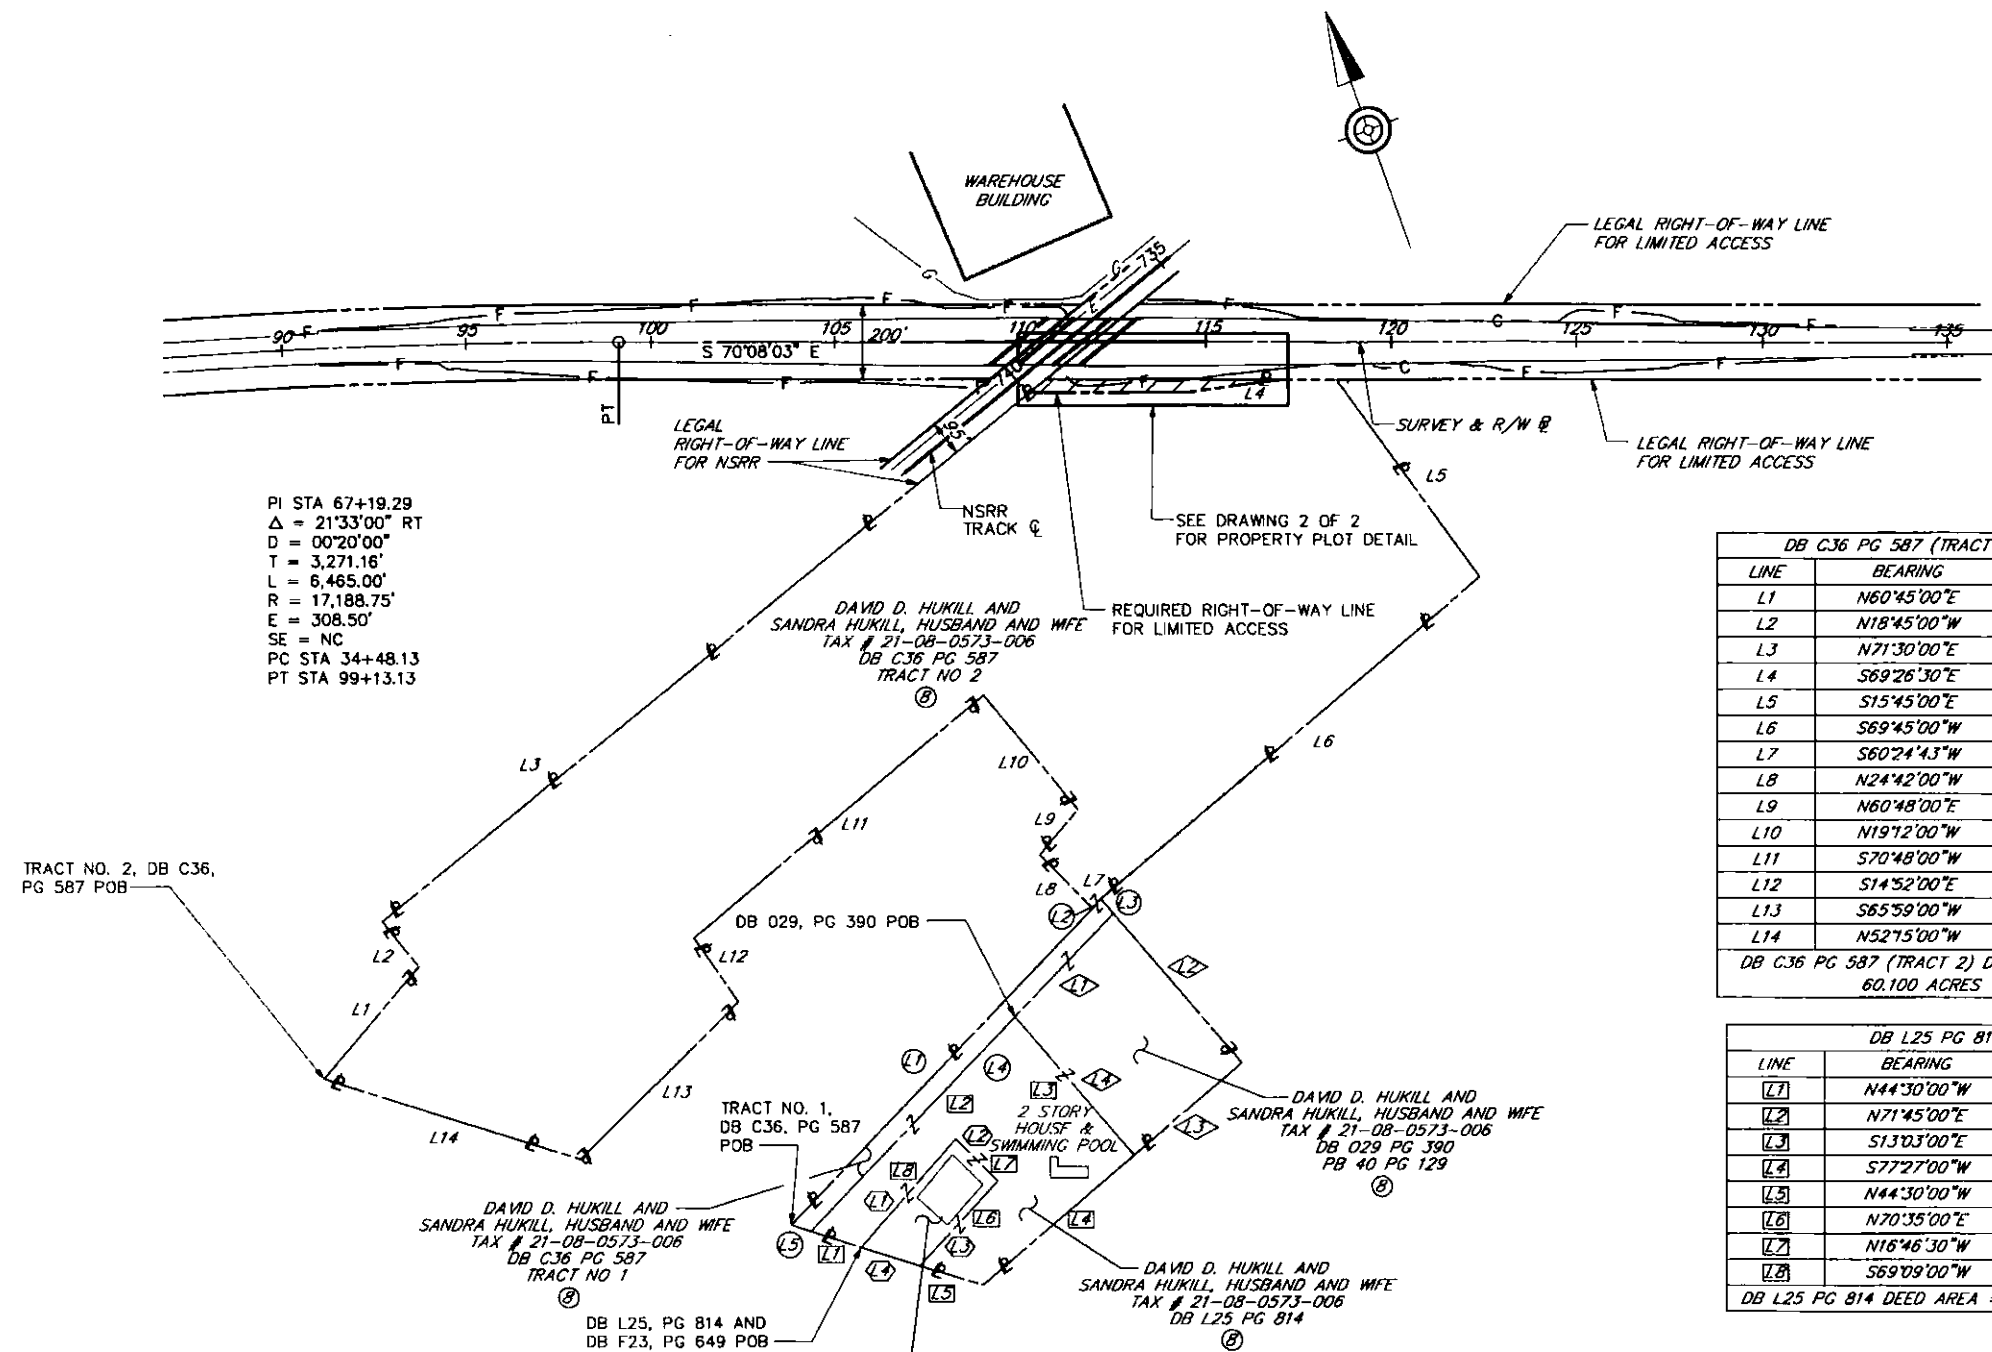 WAREHOUSE
BUILDING
LEGAL RIGHT-OF-WAY LINE
FOR LIMITED ACCESS
G
G
735
F
F
F
F
F
F
F
F
F
90
95
100
105
200'
110
115
120
125
130
135
C
S 70°08'03" E
F
F
F
F
F
F
C
740
L4
PT
95'
LEGAL
RIGHT-OF-WAY LINE
FOR NSRR
SURVEY & R/W ⅊
LEGAL RIGHT-OF-WAY LINE
FOR LIMITED ACCESS
L5
PI STA 67+19.29
Δ = 21°33'00" RT
D = 00°20'00"
T = 3,271.16'
L = 6,465.00'
R = 17,188.75'
E = 308.50'
SE = NC
PC STA 34+48.13
PT STA 99+13.13
NSRR
TRACK ℄
SEE DRAWING 2 OF 2
FOR PROPERTY PLOT DETAIL
DAVID D. HUKILL AND
SANDRA HUKILL, HUSBAND AND WIFE
TAX # 21-08-0573-006
DB C36 PG 587
TRACT NO 2
8
REQUIRED RIGHT-OF-WAY LINE
FOR LIMITED ACCESS
L3
L10
L6
L11
L9
L8
L7
L2
L3
TRACT NO. 2, DB C36,
PG 587 POB
DB 029, PG 390 POB
L2
L12
L2
L1
L1
L13
L14
L1
L4
L4
L3
L2
TRACT NO. 1,
DB C36, PG 587
POB
2 STORY
HOUSE &
SWIMMING POOL
L2
L3
L8
L7
L1
L6
L4
L5
L1
L3
L4
L5
DAVID D. HUKILL AND
SANDRA HUKILL, HUSBAND AND WIFE
TAX # 21-08-0573-006
DB 029 PG 390
PB 40 PG 129
8
DAVID D. HUKILL AND
SANDRA HUKILL, HUSBAND AND WIFE
TAX # 21-08-0573-006
DB C36 PG 587
TRACT NO 1
8
DAVID D. HUKILL AND
SANDRA HUKILL, HUSBAND AND WIFE
TAX # 21-08-0573-006
DB L25 PG 814
8
DB L25, PG 814 AND
DB F23, PG 649 POB
DB C36 PG 587 (TRACT
LINE BEARING
L1 N60°45'00"E
L2 N18°45'00"W
L3 N71°30'00"E
L4 S69°26'30"E
L5 S15°45'00"E
L6 S69°45'00"W
L7 S60°24'43"W
L8 N24°42'00"W
L9 N60°48'00"E
L10 N19°12'00"W
L11 S70°48'00"W
L12 S14°52'00"E
L13 S65°59'00"W
L14 N52°15'00"W
DB C36 PG 587 (TRACT 2) D
60.100 ACRES
DB L25 PG 81
LINE BEARING
L1 N44°30'00"W
L2 N71°45'00"E
L3 S13°03'00"E
L4 S77°27'00"W
L5 N44°30'00"W
L6 N70°35'00"E
L7 N16°46'30"W
L8 S69°09'00"W
DB L25 PG 814 DEED AREA =